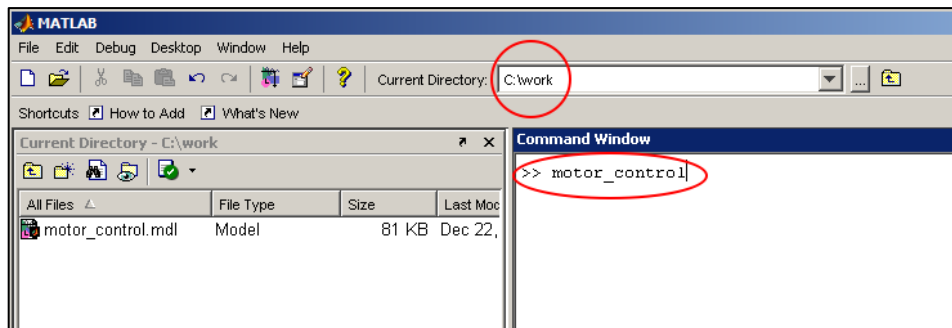 MATLAB
File Edit Debug Desktop Window Help
Current Directory: C:\work ...
Shortcuts How to Add What's New
Current Directory - C:\work
Command Window
>> motor_control
All Files File Type Size Last Moc
motor_control.mdl Model 81 KB Dec 22,